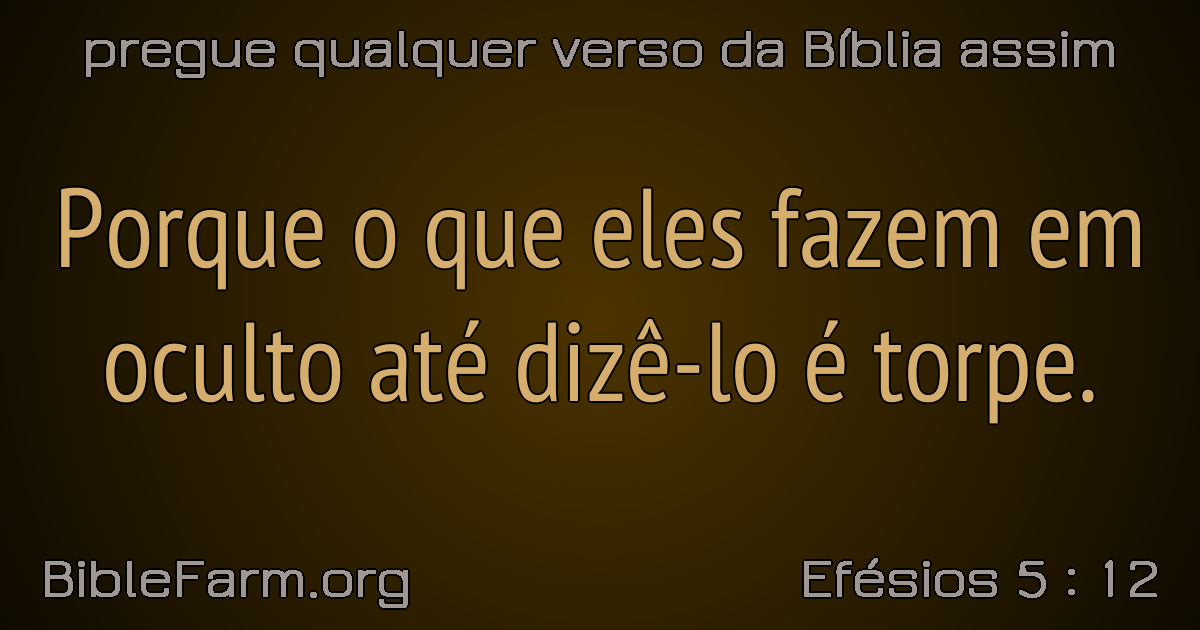 pregue qualquer verso da Bíblia assim
Porque o que eles fazem em
oculto até dizê-lo é torpe.
BibleFarm.org
Efésios 5 : 12